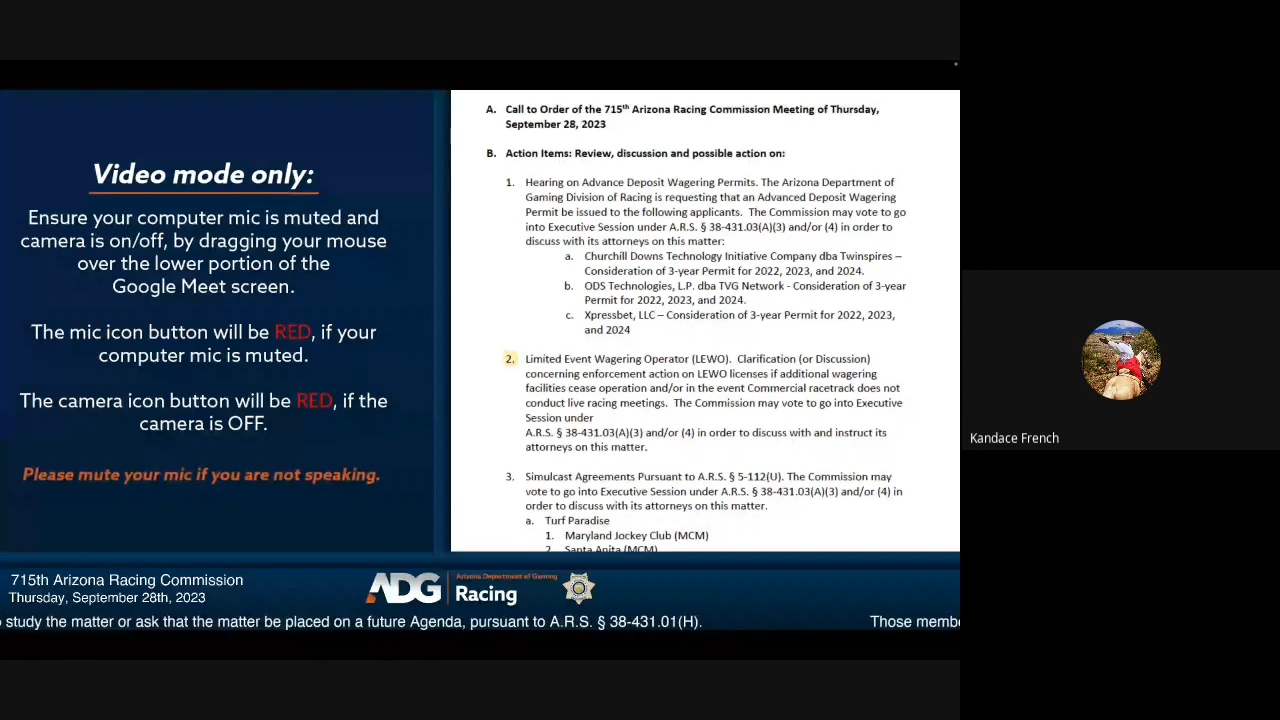 Video mode only:
Ensure your computer mic is muted and
camera is on/off, by dragging your mouse
over the lower portion of the
Google Meet screen.
The mic icon button will be RED, if your
computer mic is muted.
The camera icon button will be RED, if the
camera is OFF.
Please mute your mic if you are not speaking.
A. Call to Order of the 715th Arizona Racing Commission Meeting of Thursday,
September 28, 2023
B. Action Items: Review, discussion and possible action on:
1. Hearing on Advance Deposit Wagering Permits. The Arizona Department of
Gaming Division of Racing is requesting that an Advanced Deposit Wagering
Permit be issued to the following applicants. The Commission may vote to go
into Executive Session under A.R.S. § 38-431.03(A)(3) and/or (4) in order to
discuss with its attorneys on this matter:
a. Churchill Downs Technology Initiative Company dba Twinspires –
Consideration of 3-year Permit for 2022, 2023, and 2024.
b. ODS Technologies, L.P. dba TVG Network - Consideration of 3-year
Permit for 2022, 2023, and 2024.
c. Xpressbet, LLC – Consideration of 3-year Permit for 2022, 2023,
and 2024
2. Limited Event Wagering Operator (LEWO). Clarification (or Discussion)
concerning enforcement action on LEWO licenses if additional wagering
facilities cease operation and/or in the event Commercial racetrack does not
conduct live racing meetings. The Commission may vote to go into Executive
Session under
A.R.S. § 38-431.03(A)(3) and/or (4) in order to discuss with and instruct its
attorneys on this matter.
3. Simulcast Agreements Pursuant to A.R.S. § 5-112(U). The Commission may
vote to go into Executive Session under A.R.S. § 38-431.03(A)(3) and/or (4) in
order to discuss with its attorneys on this matter.
a. Turf Paradise
1. Maryland Jockey Club (MCM)
2. Santa Anita (MCM)
Kandace French
715th Arizona Racing Commission
Thursday, September 28th, 2023
ADG
Arizona Department of Gaming
Racing
o study the matter or ask that the matter be placed on a future Agenda, pursuant to A.R.S. § 38-431.01(H). Those membe